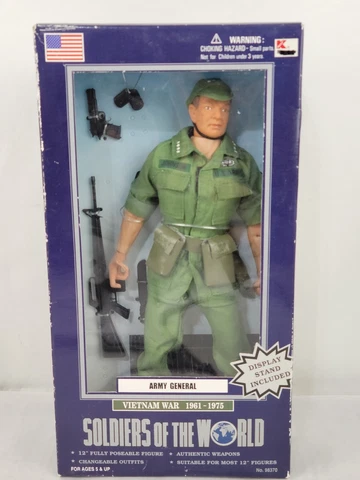 WARNING:
CHOKING HAZARD- Small parts
Not for Children under 3 years.
K
DISPLAY
STAND
INCLUDED
ARMY GENERAL
VIETNAM WAR 1961-1975
SOLDIERS OF THE WORLD
• 12" FULLY POSEABLE FIGURE • AUTHENTIC WEAPONS
• CHANGEABLE OUTFITS • SUITABLE FOR MOST 12" FIGURES
FOR AGES 5 & UP
No. 98378